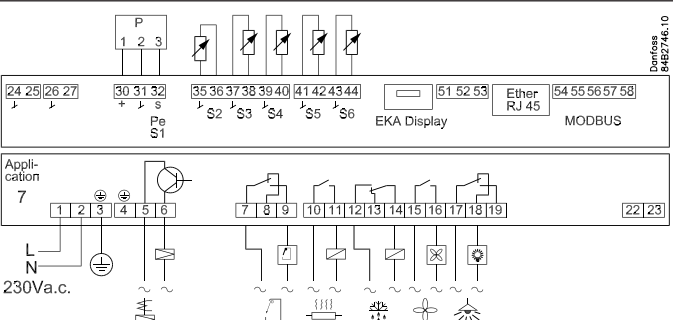 P
1 2 3
Danfoss
84B2746.10
24 25 26 27 30 31 32 35 36 37 38 39 40 41 42 43 44 51 52 53 54 55 56 57 58
+ s
S2 S3 S4 S5 S6
Pe
S1
EKA Display
Ether
RJ 45
MODBUS
Appli-
cation
7
1 2 3 4 5 6 7 8 9 10 11 12 13 14 15 16 17 18 19 22 23
L
N
230Va.c.